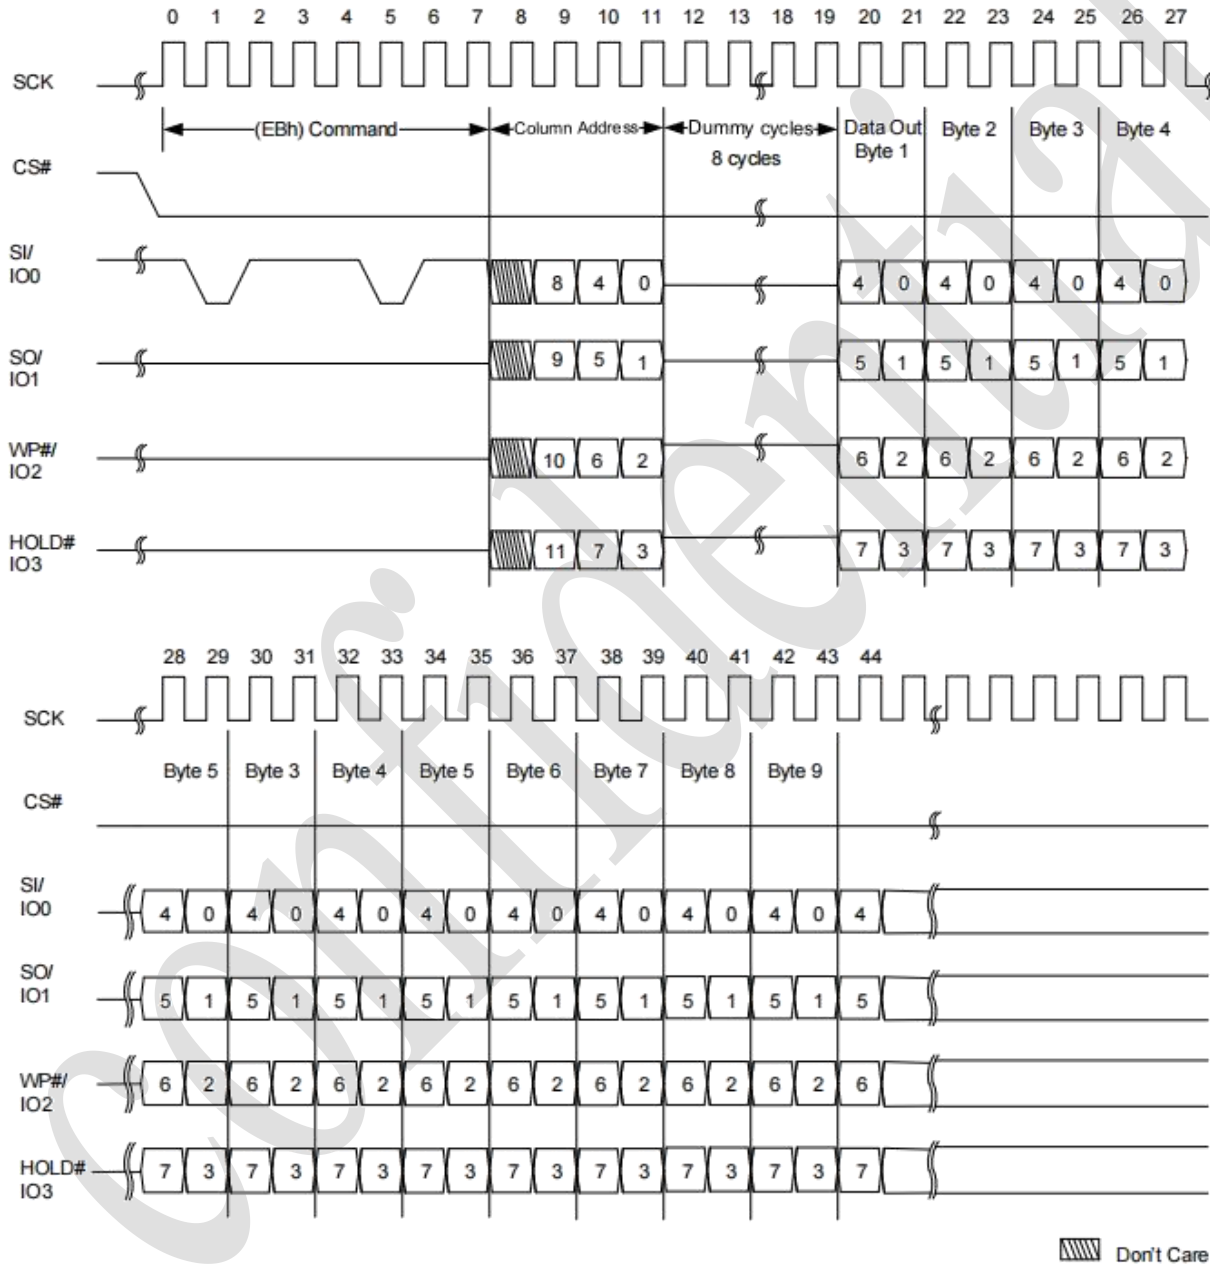 0 1 2 3 4 5 6 7 8 9 10 11 12 13 18 19 20 21 22 23 24 25 26 27
SCK
(EBh) Command Column Address Dummy cycles Data Out Byte 2 Byte 3 Byte 4
8 cycles Byte 1
CS#
SI/
IO0
8 4 0 4 0 4 0 4 0 4 0
SO/
IO1
9 5 1 5 1 5 1 5 1 5 1
WP#/
IO2
10 6 2 6 2 6 2 6 2 6 2
HOLD#
IO3
11 7 3 7 3 7 3 7 3 7 3
28 29 30 31 32 33 34 35 36 37 38 39 40 41 42 43 44
SCK
Byte 5 Byte 3 Byte 4 Byte 5 Byte 6 Byte 7 Byte 8 Byte 9
CS#
SI/
IO0
4 0 4 0 4 0 4 0 4 0 4 0 4 0 4 0 4
SO/
IO1
5 1 5 1 5 1 5 1 5 1 5 1 5 1 5 1 5
WP#/
IO2
6 2 6 2 6 2 6 2 6 2 6 2 6 2 6 2 6
HOLD#
IO3
7 3 7 3 7 3 7 3 7 3 7 3 7 3 7 3 7
Don't Care
confidential